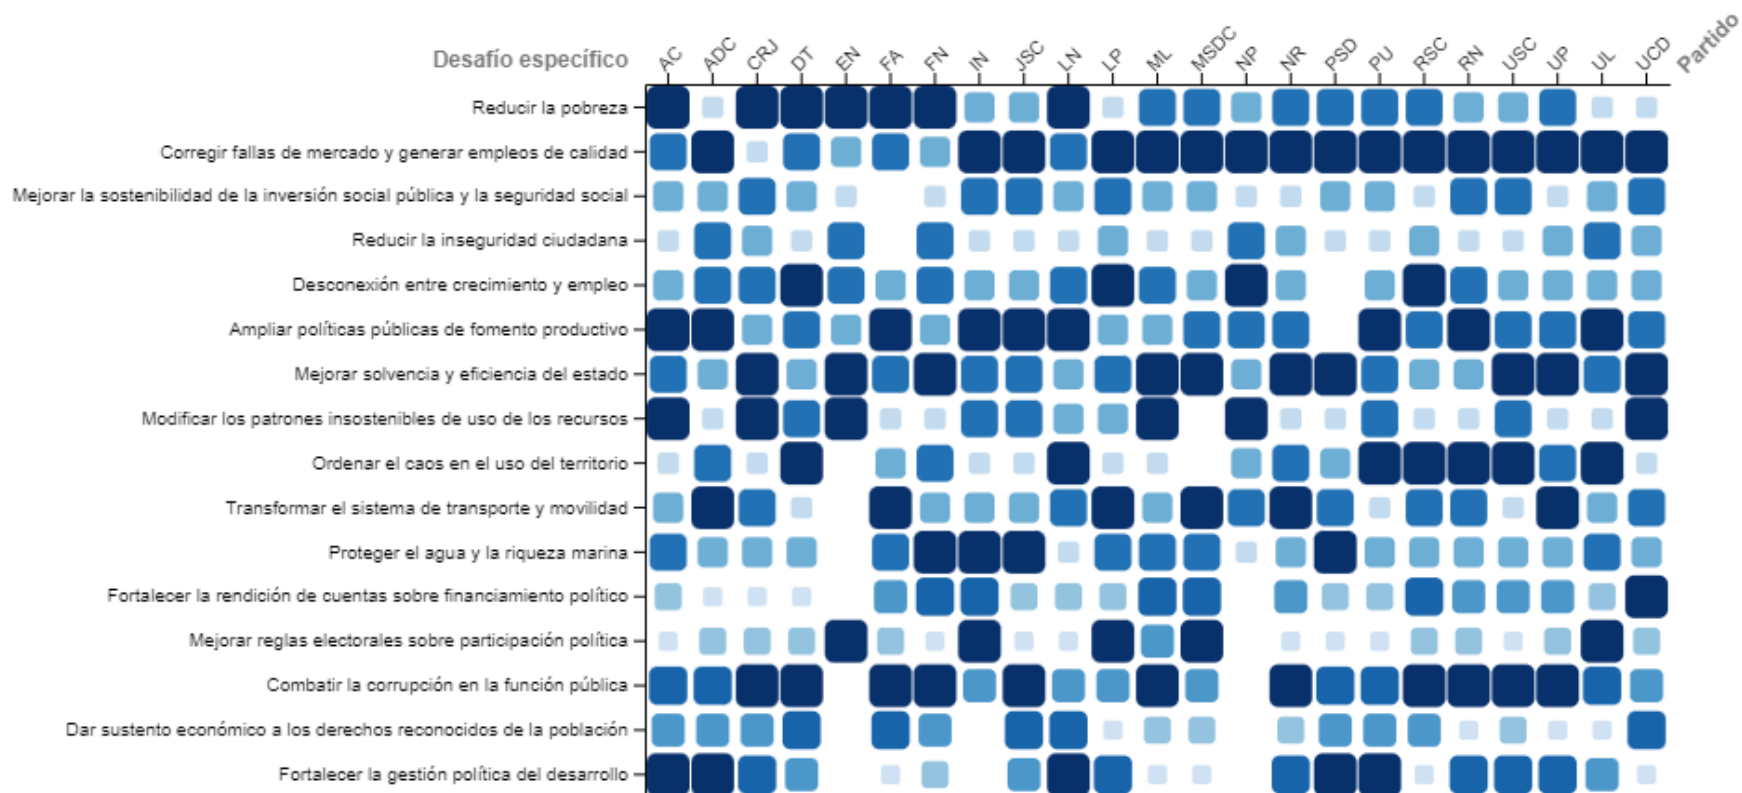 Desafío específico
AC
ADC
CRJ
DT
EN
FA
FN
IN
JSC
LN
LP
ML
MSDC
NP
NR
PSD
PU
RSC
RN
USC
UP
UL
UCD
Partido
Reducir la pobreza
Corregir fallas de mercado y generar empleos de calidad
Mejorar la sostenibilidad de la inversión social pública y la seguridad social
Reducir la inseguridad ciudadana
Desconexión entre crecimiento y empleo
Ampliar políticas públicas de fomento productivo
Mejorar solvencia y eficiencia del estado
Modificar los patrones insostenibles de uso de los recursos
Ordenar el caos en el uso del territorio
Transformar el sistema de transporte y movilidad
Proteger el agua y la riqueza marina
Fortalecer la rendición de cuentas sobre financiamiento político
Mejorar reglas electorales sobre participación política
Combatir la corrupción en la función pública
Dar sustento económico a los derechos reconocidos de la población
Fortalecer la gestión política del desarrollo